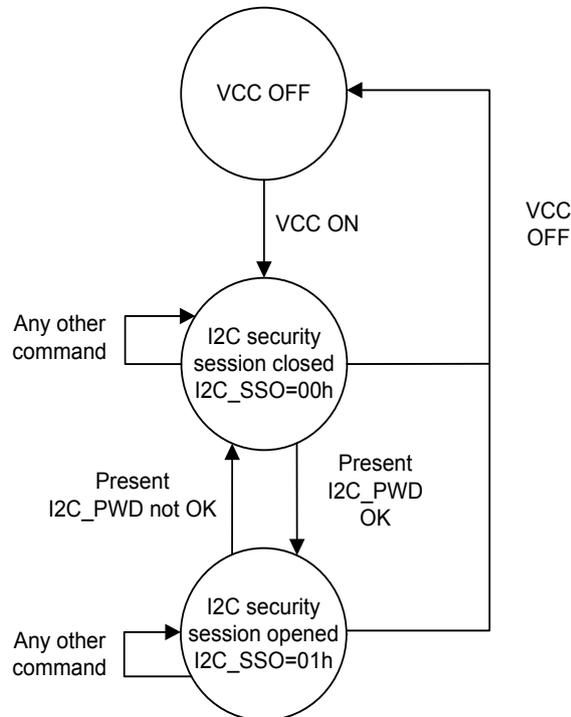 VCC OFF
VCC ON
VCC
OFF
Any other
command
I2C security
session closed
I2C_SSO=00h
Present
I2C_PWD not OK
Present
I2C_PWD
OK
I2C security
session opened
I2C_SSO=01h
Any other
command